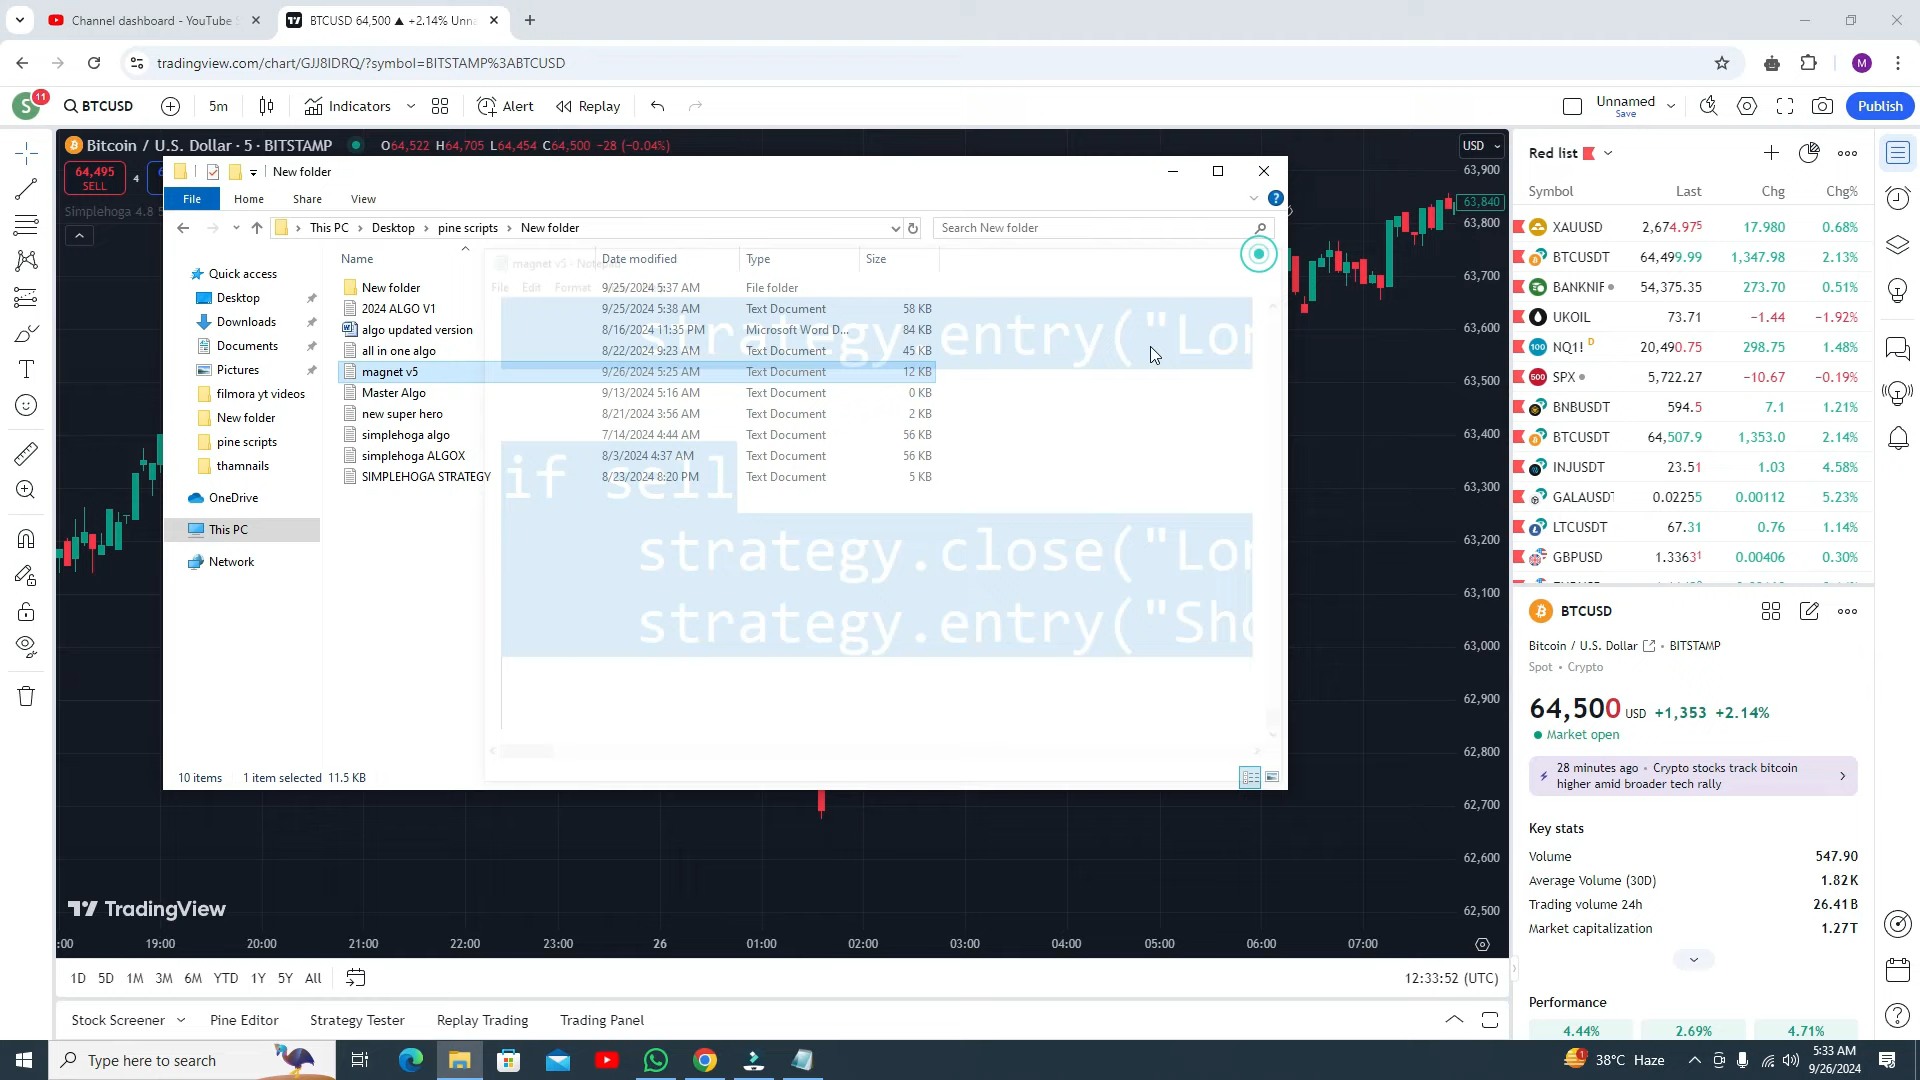 Channel dashboard - YouTube S
BTCUSD 64,500 ▲ +2.14% Unna
tradingview.com/chart/GJJ8IDRQ/?symbol=BITSTAMP%3ABTCUSD
M
S
11
BTCUSD
5m
Indicators
Alert
Replay
Unnamed
Save
Publish
Bitcoin / U.S. Dollar · 5 · BITSTAMP
O64,522 H64,705 L64,454 C64,500 −28 (−0.04%)
64,495
SELL
4
Simplehoga 4.8
USD
63,900
63,840
63,800
63,700
63,600
63,500
63,400
63,300
63,200
63,100
63,000
62,900
62,800
62,700
62,600
62,500
New folder
File
Home
Share
View
This PC > Desktop > pine scripts > New folder
Search New folder
Name
Date modified
Type
Size
Quick access
Desktop
Downloads
Documents
Pictures
filmora yt videos
New folder
pine scripts
thamnails
OneDrive
This PC
Network
New folder 9/25/2024 5:37 AM File folder
2024 ALGO V1 9/25/2024 5:38 AM Text Document 58 KB
algo updated version 8/16/2024 11:35 PM Microsoft Word D... 84 KB
all in one algo 8/22/2024 9:23 AM Text Document 45 KB
magnet v5 9/26/2024 5:25 AM Text Document 12 KB
Master Algo 9/13/2024 5:16 AM Text Document 0 KB
new super hero 8/21/2024 3:56 AM Text Document 2 KB
simplehoga algo 7/14/2024 4:44 AM Text Document 56 KB
simplehoga ALGOX 8/3/2024 4:37 AM Text Document 56 KB
SIMPLEHOGA STRATEGY 8/23/2024 8:20 PM Text Document 5 KB
magnet v5 - Notepad
File Edit Format
strategy.entry("Lon
if sell
strategy.close("Lon
strategy.entry("Sho
10 items
1 item selected 11.5 KB
TradingView
:00
19:00
20:00
21:00
22:00
23:00
26
01:00
02:00
03:00
04:00
05:00
06:00
07:00
1D
5D
1M
3M
6M
YTD
1Y
5Y
All
12:33:52 (UTC)
Stock Screener
Pine Editor
Strategy Tester
Replay Trading
Trading Panel
Red list
Symbol Last Chg Chg%
XAUUSD 2,674.975 17.980 0.68%
BTCUSDT 64,499.99 1,347.98 2.13%
BANKNIF 54,375.35 273.70 0.51%
UKOIL 73.71 −1.44 −1.92%
NQ1! D 20,490.75 298.75 1.48%
SPX 5,722.27 −10.67 −0.19%
BNBUSDT 594.5 7.1 1.21%
BTCUSDT 64,507.9 1,353.0 2.14%
INJUSDT 23.51 1.03 4.58%
GALAUSDT 0.02255 0.00112 5.23%
LTCUSDT 67.31 0.76 1.14%
GBPUSD 1.33631 0.00406 0.30%
BTCUSD
Bitcoin / U.S. Dollar • BITSTAMP
Spot • Crypto
64,500 USD +1,353 +2.14%
Market open
28 minutes ago • Crypto stocks track bitcoin
higher amid broader tech rally
Key stats
Volume 547.90
Average Volume (30D) 1.82K
Trading volume 24h 26.41B
Market capitalization 1.27T
Performance
4.44%
2.69%
4.71%
Type here to search
38°C Haze
5:33 AM
9/26/2024